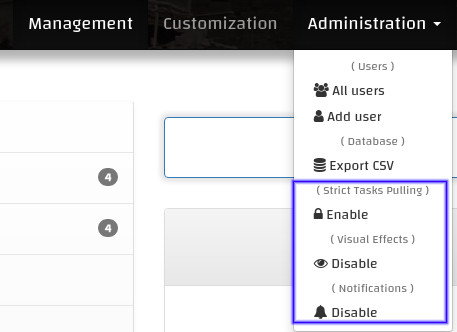 Management Customization Administration
( Users )
All users
Add user
( Database )
Export CSV
4
(Strict Tasks Pulling )
Enable
4
( Visual Effects )
Disable
( Notifications )
Disable